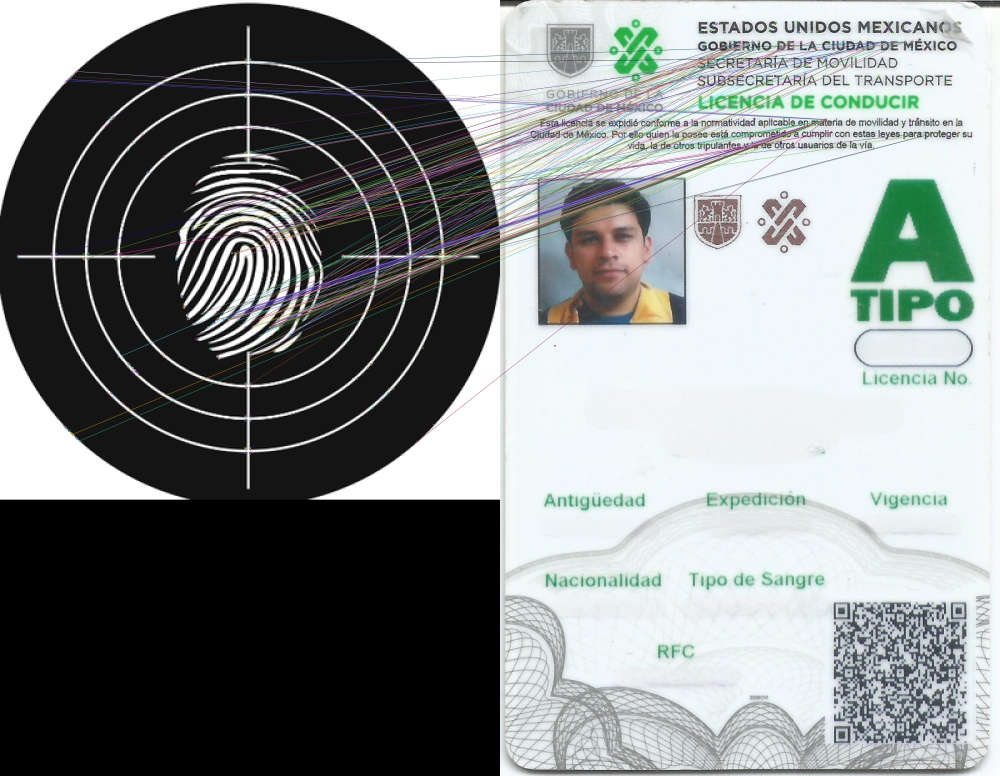 ESTADOS UNIDOS MEXICANOS
GOBIERNO DE LA CIUDAD DE MÉXICO
SECRETARÍA DE MOVILIDAD
SUBSECRETARÍA DEL TRANSPORTE
LICENCIA DE CONDUCIR
GOBIERNO DE LA
CIUDAD DE MÉXICO
Esta licencia se expidió conforme a la normatividad aplicable en materia de movilidad y tránsito en la
Ciudad de México. Por ello quien la posee está comprometido a cumplir con estas leyes para proteger su
vida, la de otros tripulantes y la de otros usuarios de la vía.
A
TIPO
Licencia No.
Antigüedad Expedición Vigencia
Nacionalidad Tipo de Sangre
RFC